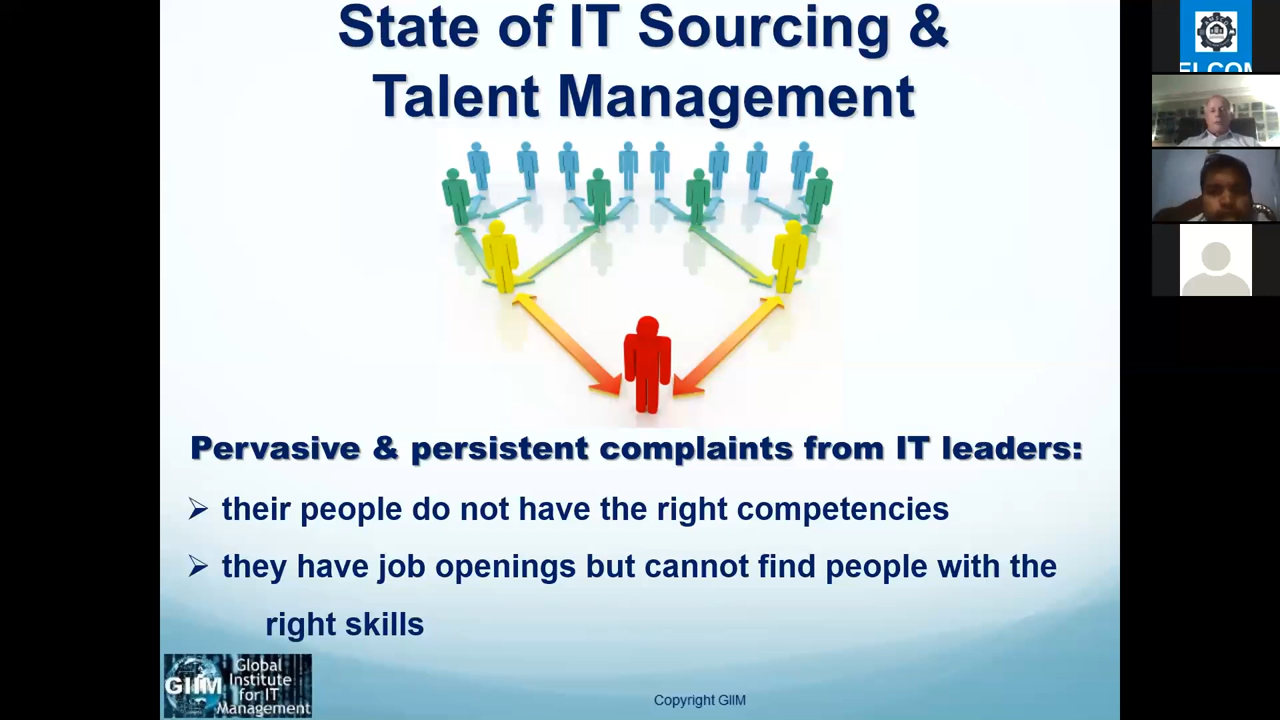 State of IT Sourcing &
Talent Management
Pervasive & persistent complaints from IT leaders:
➢ their people do not have the right competencies
➢ they have job openings but cannot find people with the
right skills
GIIM
Global
Institute
for IT
Management
Copyright GIIM